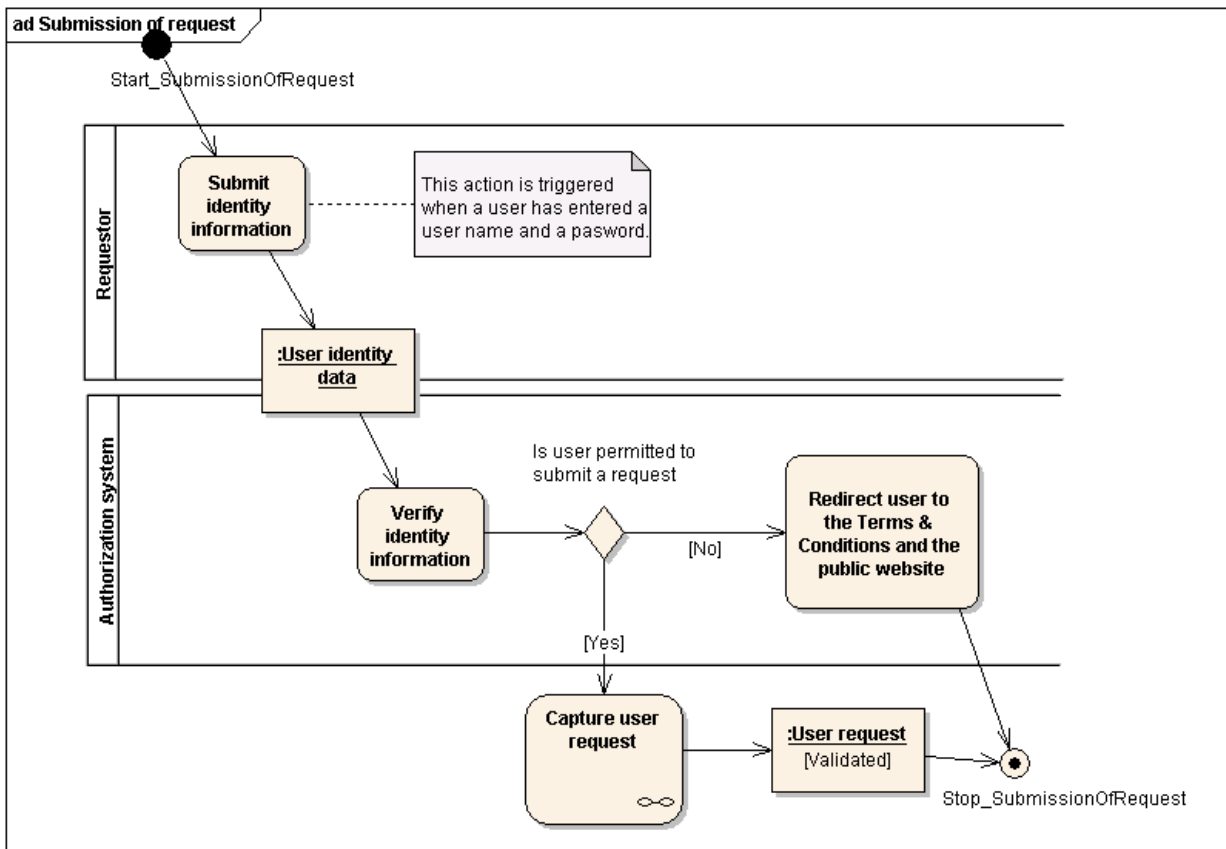 ad Submission of request
Start_SubmissionOfRequest
Requestor
Submit
identity
information
This action is triggered
when a user has entered a
user name and a pasword.
:User identity
data
Authorization system
Verify
identity
information
Is user permitted to
submit a request
[No]
Redirect user to
the Terms &
Conditions and the
public website
[Yes]
Capture user
request
:User request
[Validated]
Stop_SubmissionOfRequest